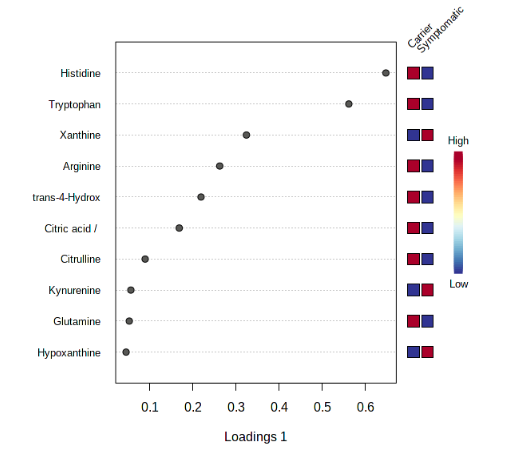 Carrier
Symptomatic
Histidine
Tryptophan
Xanthine
Arginine
trans-4-Hydrox
Citric acid /
Citrulline
Kynurenine
Glutamine
Hypoxanthine
High
Low
0.1 0.2 0.3 0.4 0.5 0.6
Loadings 1